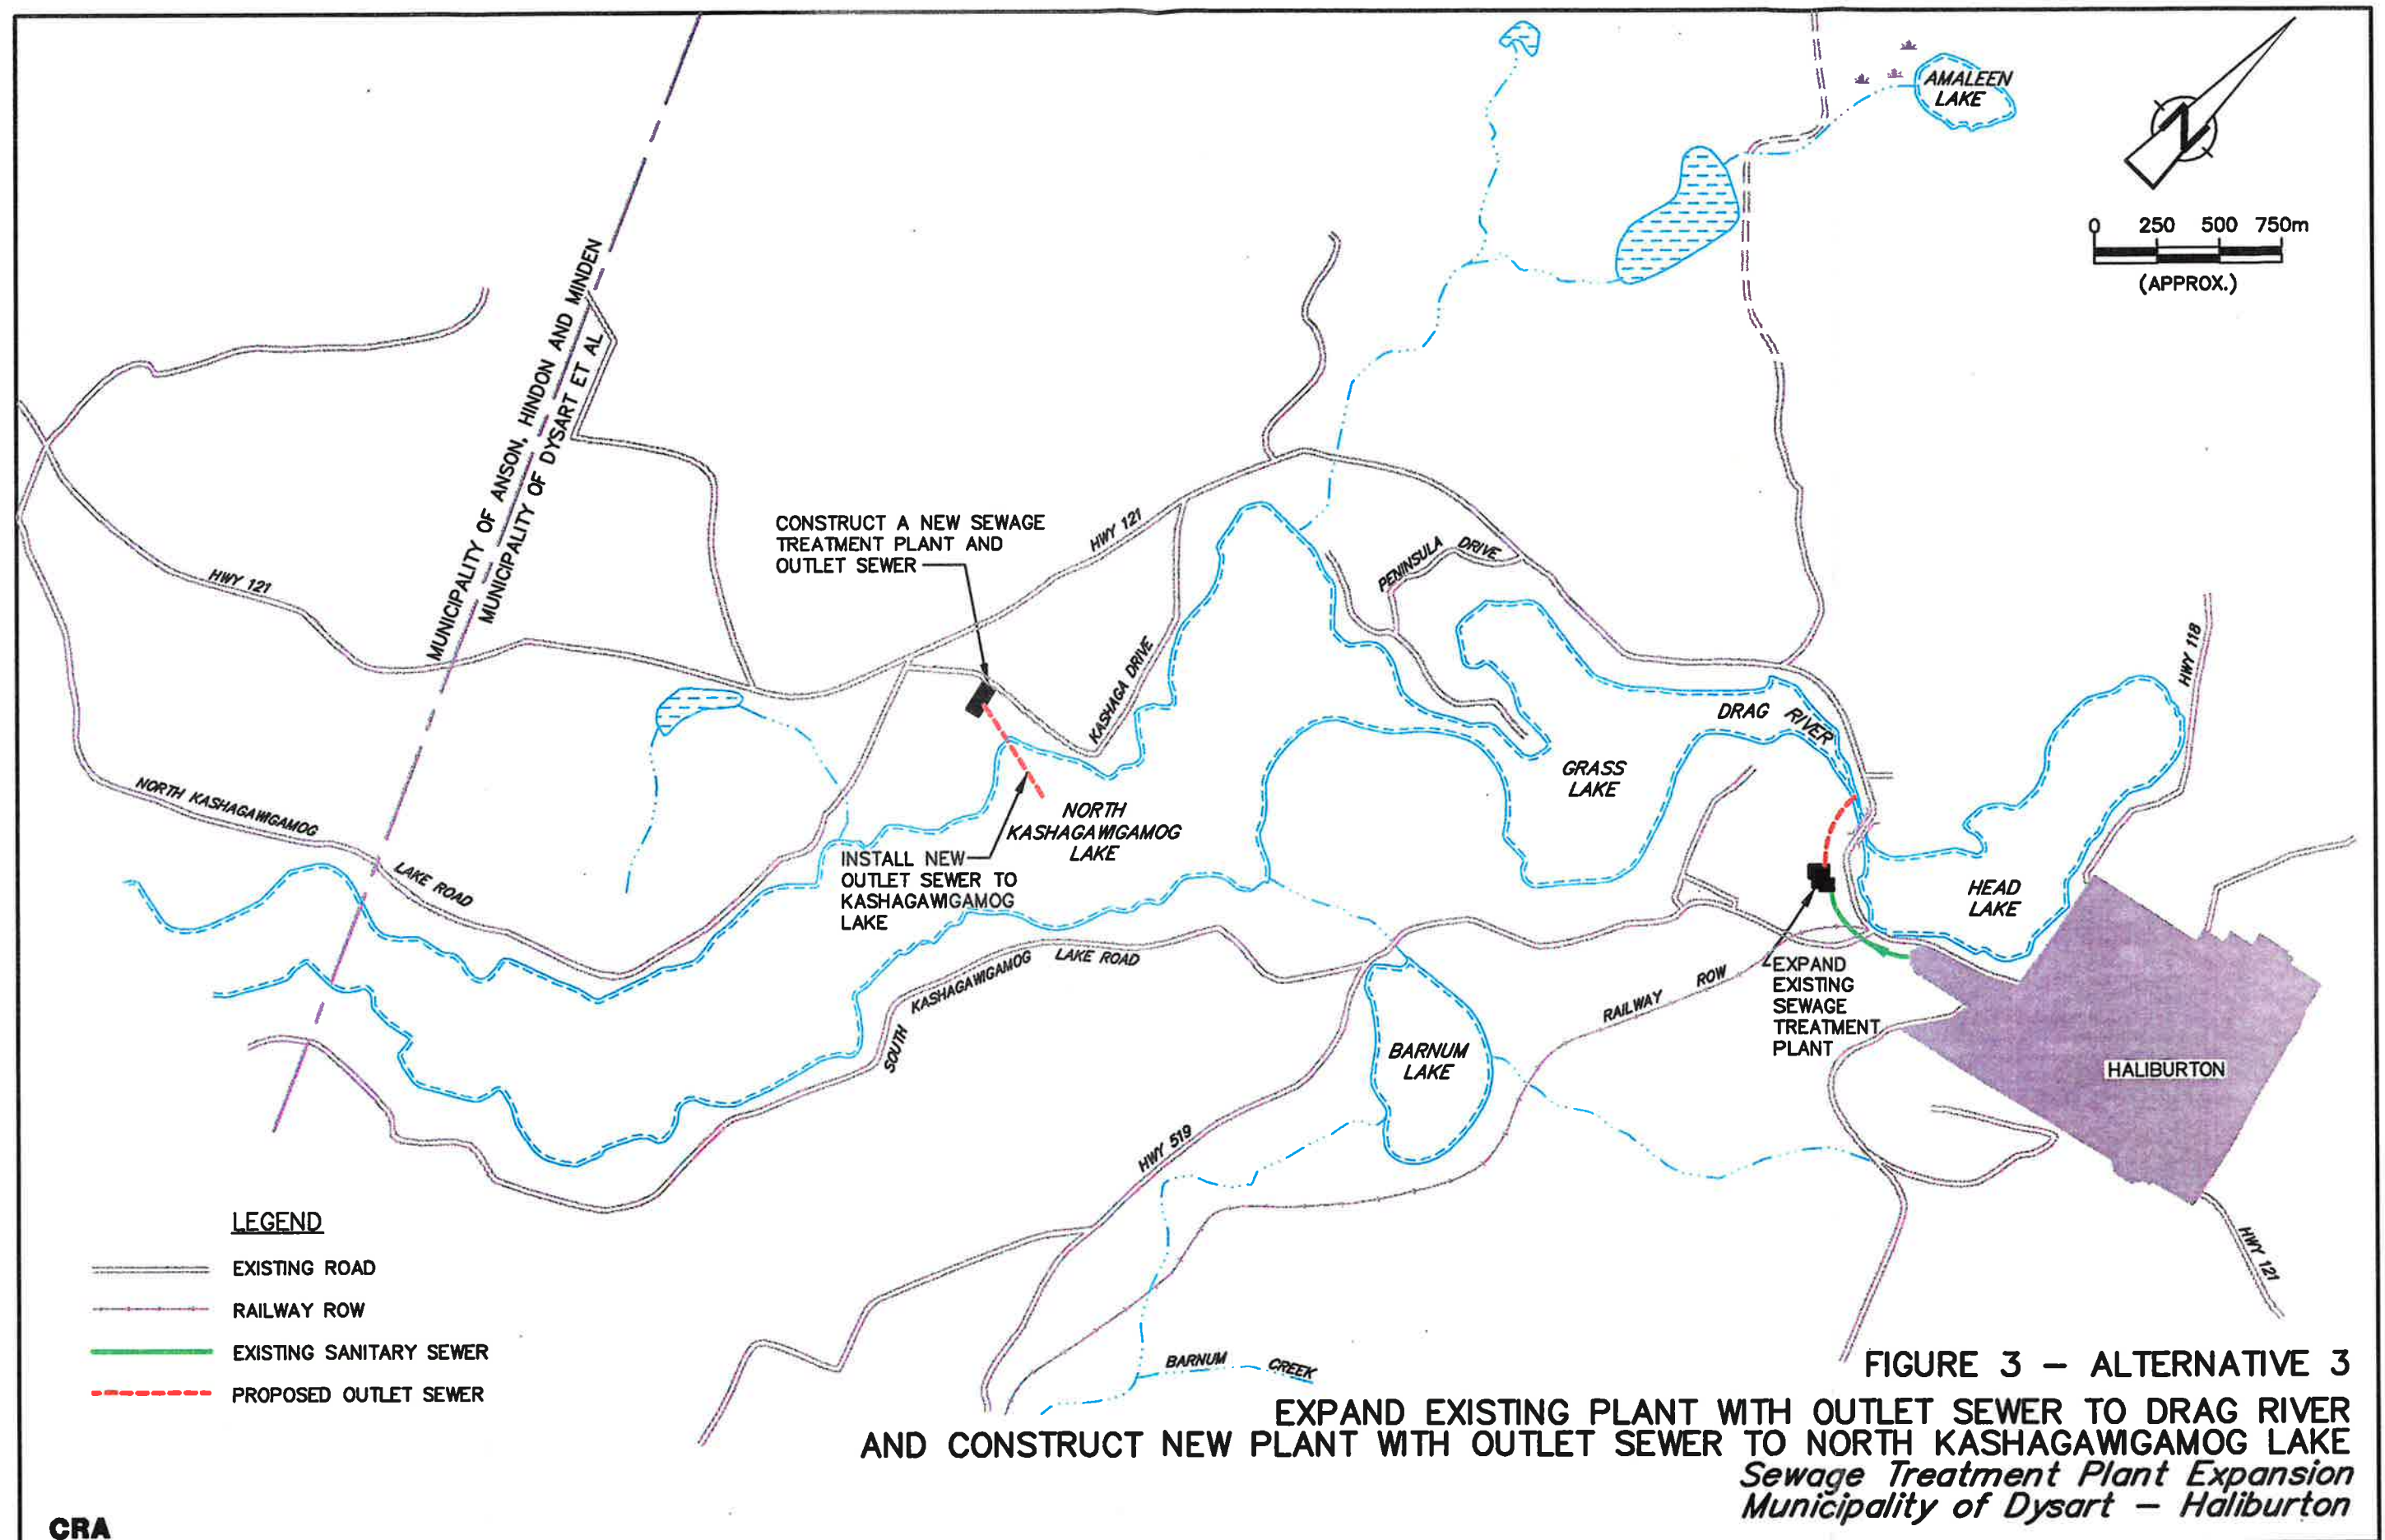 AMALEEN
LAKE
N
0 250 500 750m
(APPROX.)
MUNICIPALITY OF ANSON, HINDON AND MINDEN
MUNICIPALITY OF DYSART ET AL
CONSTRUCT A NEW SEWAGE
TREATMENT PLANT AND
OUTLET SEWER
HWY 121
HWY 121
PENINSULA DRIVE
KASHAGA DRIVE
HWY 118
DRAG RIVER
GRASS
LAKE
NORTH KASHAGAWIGAMOG
LAKE ROAD
NORTH
KASHAGAWIGAMOG
LAKE
INSTALL NEW
OUTLET SEWER TO
KASHAGAWIGAMOG
LAKE
HEAD
LAKE
SOUTH KASHAGAWIGAMOG LAKE ROAD
RAILWAY ROW
EXPAND
EXISTING
SEWAGE
TREATMENT
PLANT
BARNUM
LAKE
HALIBURTON
HWY 519
HWY 121
BARNUM CREEK
LEGEND
EXISTING ROAD
RAILWAY ROW
EXISTING SANITARY SEWER
PROPOSED OUTLET SEWER
FIGURE 3 – ALTERNATIVE 3
EXPAND EXISTING PLANT WITH OUTLET SEWER TO DRAG RIVER
AND CONSTRUCT NEW PLANT WITH OUTLET SEWER TO NORTH KASHAGAWIGAMOG LAKE
Sewage Treatment Plant Expansion
Municipality of Dysart – Haliburton
CRA